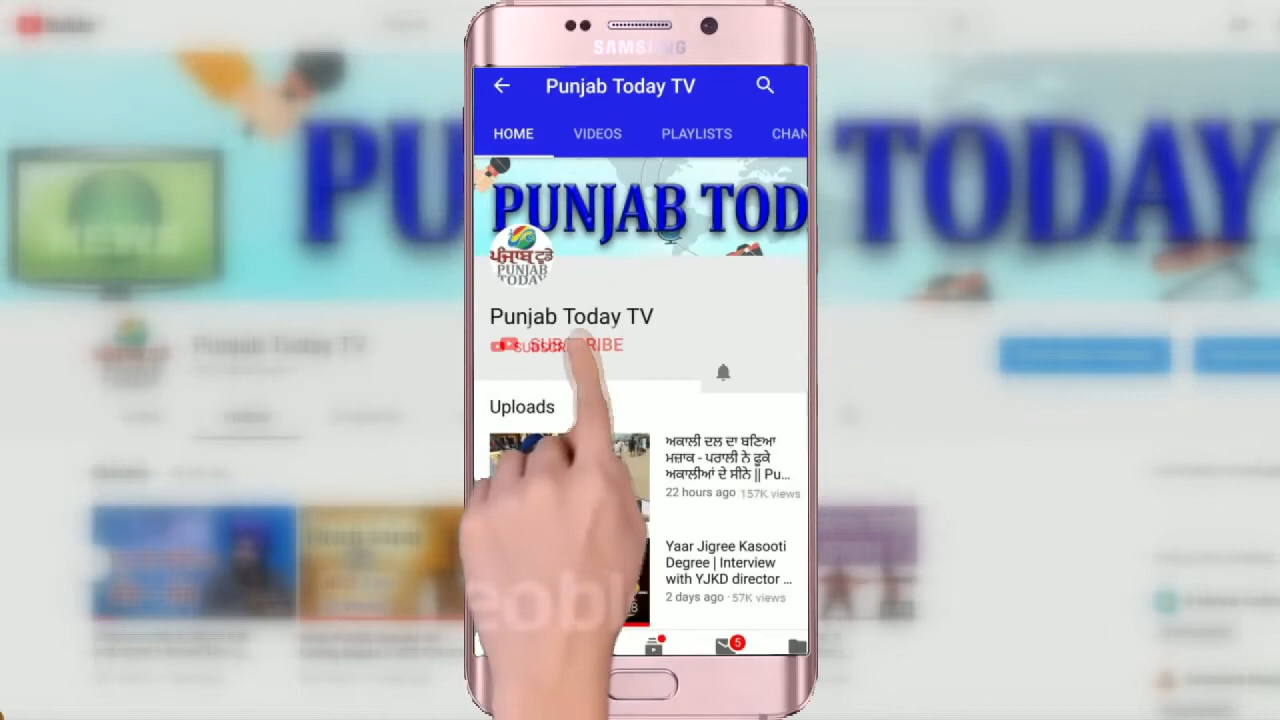 SAMSUNG
Punjab Today TV
HOME VIDEOS PLAYLISTS CHAN
PUNJAB TOD
PU TODAY
ਪੰਜਾਬ ਟੂਡੇ
PUNJAB
TODAY
Punjab Today TV
SUBSCRIBE
SUBSCR
Uploads
ਅਕਾਲੀ ਦਲ ਦਾ ਬਣਿਆ
ਮਜ਼ਾਕ - ਪਰਾਲੀ ਨੇ ਫੂਕੇ
ਅਕਾਲੀਆਂ ਦੇ ਸੀਨੇ || Pu...
22 hours ago 157K views
Yaar Jigree Kasooti
Degree | Interview
with YJKD director ...
2 days ago · 57K views
5